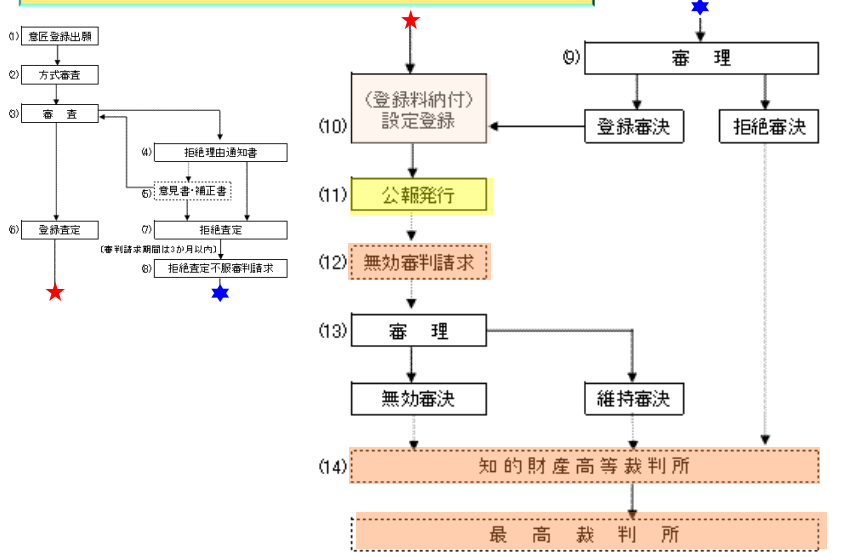 (1) 意匠登録出願
(2) 方式審査
(3) 審 査
(4) 拒絶理由通知書
(5) 意見書・補正書
(6) 登録査定
(7) 拒絶査定
〔審判請求期間は3か月以内〕
(8) 拒絶査定不服審判請求
(9) 審 理
登録審決
拒絶審決
(10) (登録料納付)
設定登録
(11) 公報発行
(12) 無効審判請求
(13) 審 理
無効審決
維持審決
(14) 知的財産高等裁判所
最 高 裁 判 所